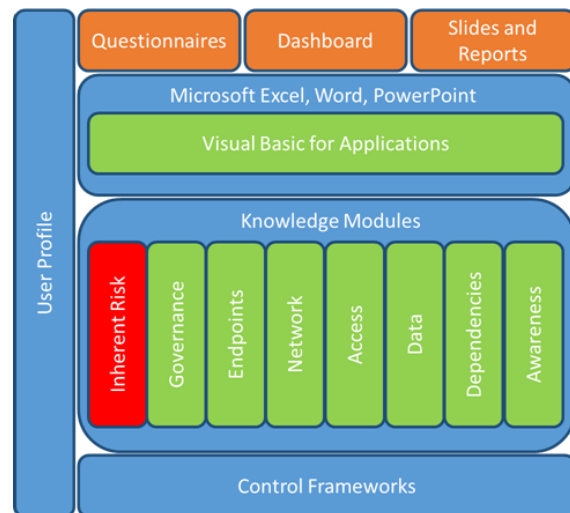 Questionnaires
Dashboard
Slides and
Reports
Microsoft Excel, Word, PowerPoint
Visual Basic for Applications
User Profile
Knowledge Modules
Inherent Risk
Governance
Endpoints
Network
Access
Data
Dependencies
Awareness
Control Frameworks